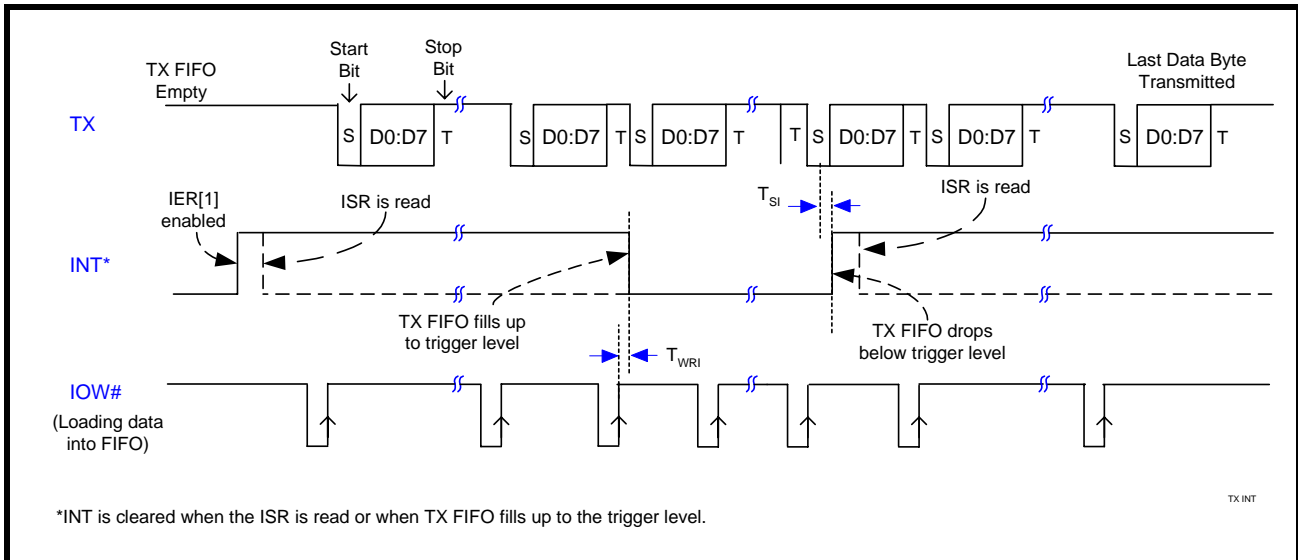 Start
Bit
Stop
Bit
TX FIFO
Empty
Last Data Byte
Transmitted
TX
S D0:D7 T S D0:D7 T S D0:D7 T T S D0:D7 T S D0:D7 T S D0:D7 T
IER[1]
enabled
ISR is read
TSI
ISR is read
INT*
TX FIFO fills up
to trigger level
TX FIFO drops
below trigger level
TWRI
IOW#
(Loading data
into FIFO)
*INT is cleared when the ISR is read or when TX FIFO fills up to the trigger level.
TX INT